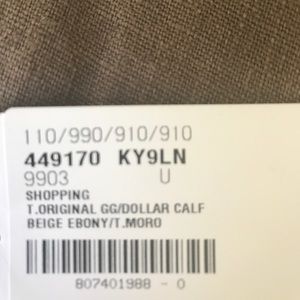 110/990/910/910
449170 KY9LN
9903 U
SHOPPING
T.ORIGINAL GG/DOLLAR CALF
BEIGE EBONY/T.MORO
807401988 - 0